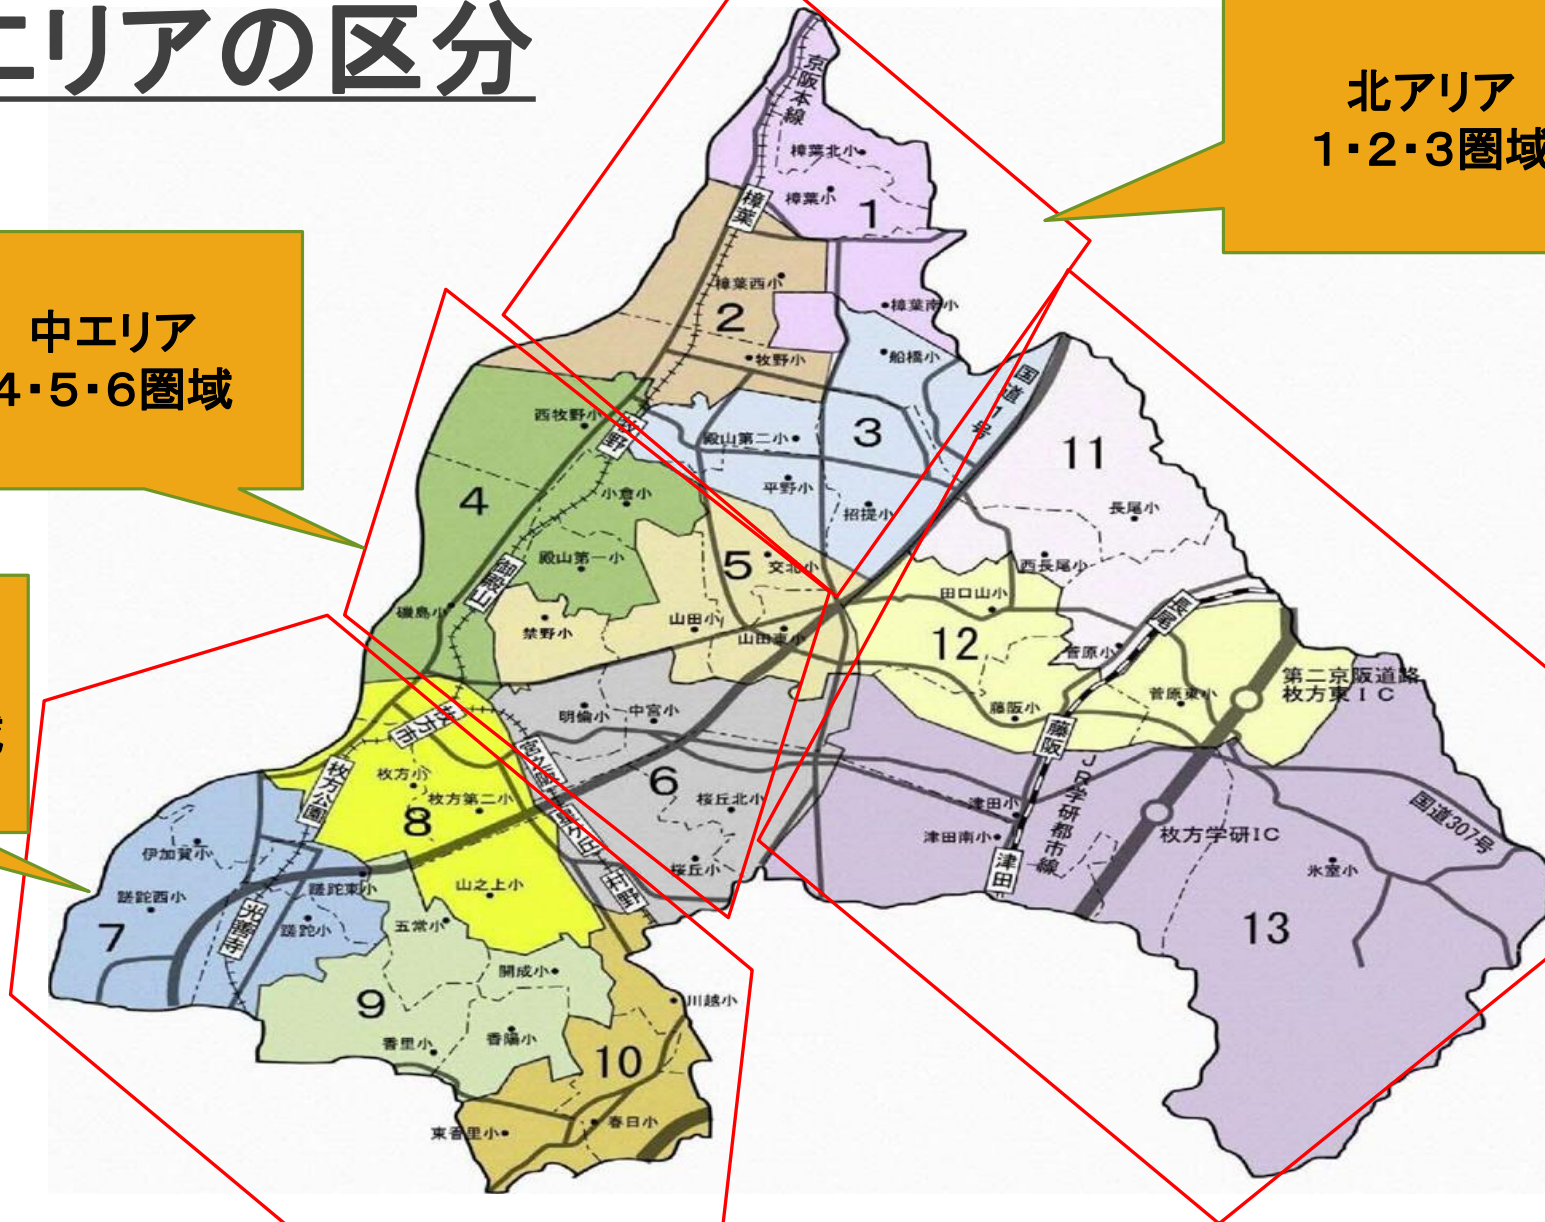 エリアの区分
北アリア
1・2・3圏域
中エリア
4・5・6圏域
京阪本線
樟葉北小
樟葉小
1
樟葉
樟葉西小
2
樟葉南小
牧野小
船橋小
国道1号
西牧野小
牧野
殿山第二小
3
11
4
小倉小
平野小
招提小
長尾小
殿山第一小
5
交北小
西長尾小
御殿山
磯島小
禁野小
山田小
山田東小
田口山小
長尾
12
菅原小
第二京阪道路
枚方東IC
菅原東小
藤阪小
明倫小
中宮小
枚方市
藤阪
宮之阪
枚方公園
枚方小
枚方第二小
6
桜丘北小
JR学研都市線
津田小
国道307号
8
星ヶ丘
津田南小
枚方学研IC
伊加賀小
桜丘小
津田
氷室小
蹉跎西小
蹉跎東小
山之上小
村野
7
光善寺
蹉跎小
五常小
13
開成小
9
川越小
香里小
香陽小
10
東香里小
春日小